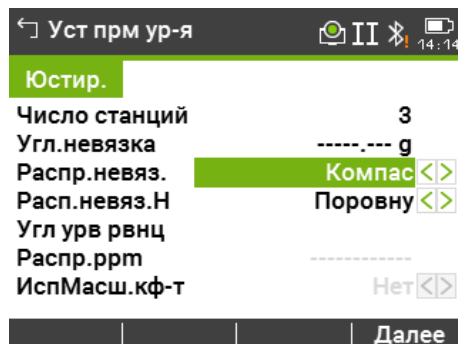 Уст прм ур-я II 14:14
Юстир.
Число станций 3
Угл.невязка -----.--- g
Распр.невяз. Компас
Расп.невяз.H Поровну
Угл урв рвнц
Распр.ppm ------------
ИспМасш.кф-т Нет
Далее